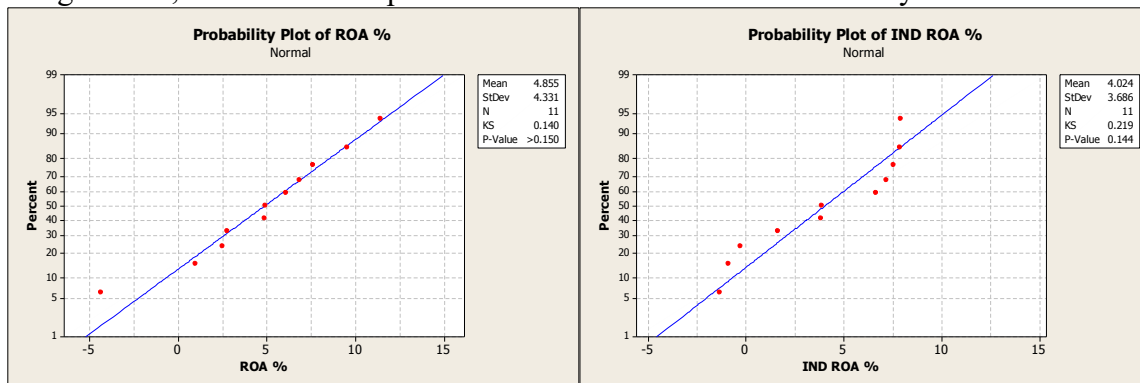 Probability Plot of ROA %
Normal
99
95
90
80
70
60
50
40
30
20
10
5
1
Percent
-5
0
5
10
15
ROA %
Mean 4.855
StDev 4.331
N 11
KS 0.140
P-Value >0.150
Probability Plot of IND ROA %
Normal
99
95
90
80
70
60
50
40
30
20
10
5
1
Percent
-5
0
5
10
15
IND ROA %
Mean 4.024
StDev 3.686
N 11
KS 0.219
P-Value 0.144